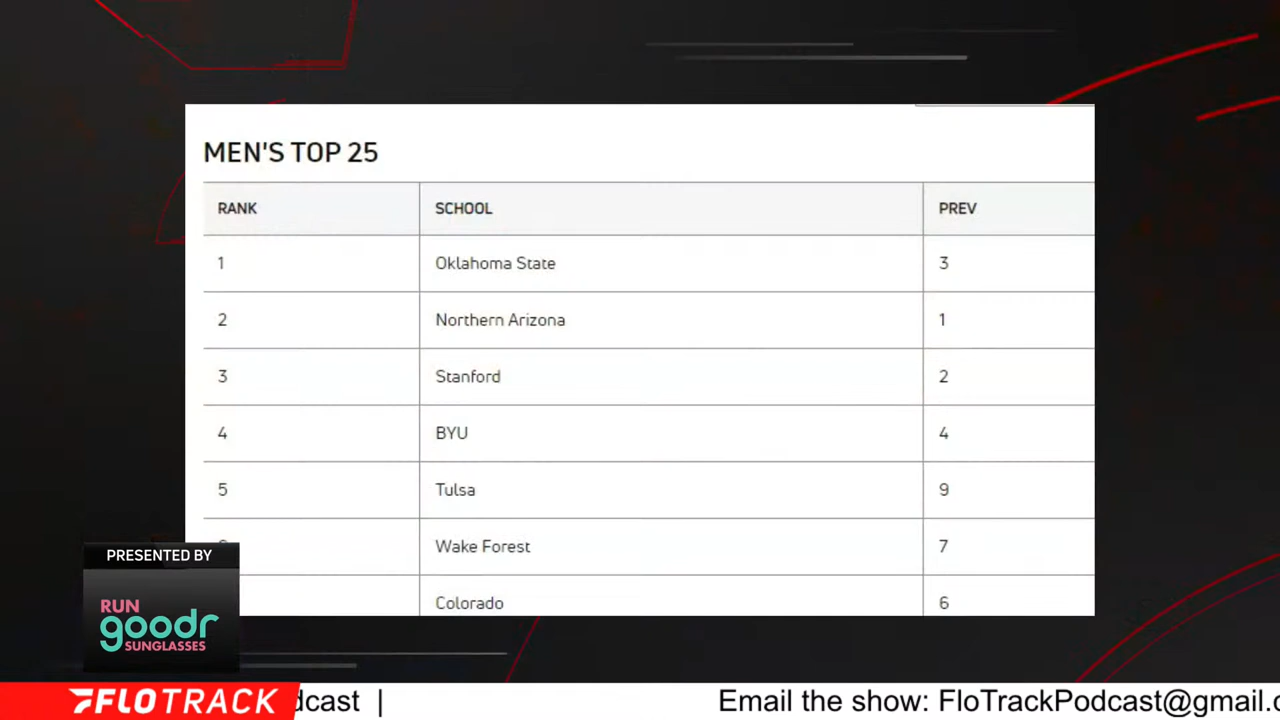 MEN'S TOP 25
RANK SCHOOL PREV
1 Oklahoma State 3
2 Northern Arizona 1
3 Stanford 2
4 BYU 4
5 Tulsa 9
Wake Forest 7
Colorado 6
PRESENTED BY
RUN
goodr
SUNGLASSES
FLOTRACK dcast | Email the show: FloTrackPodcast@gmail.c